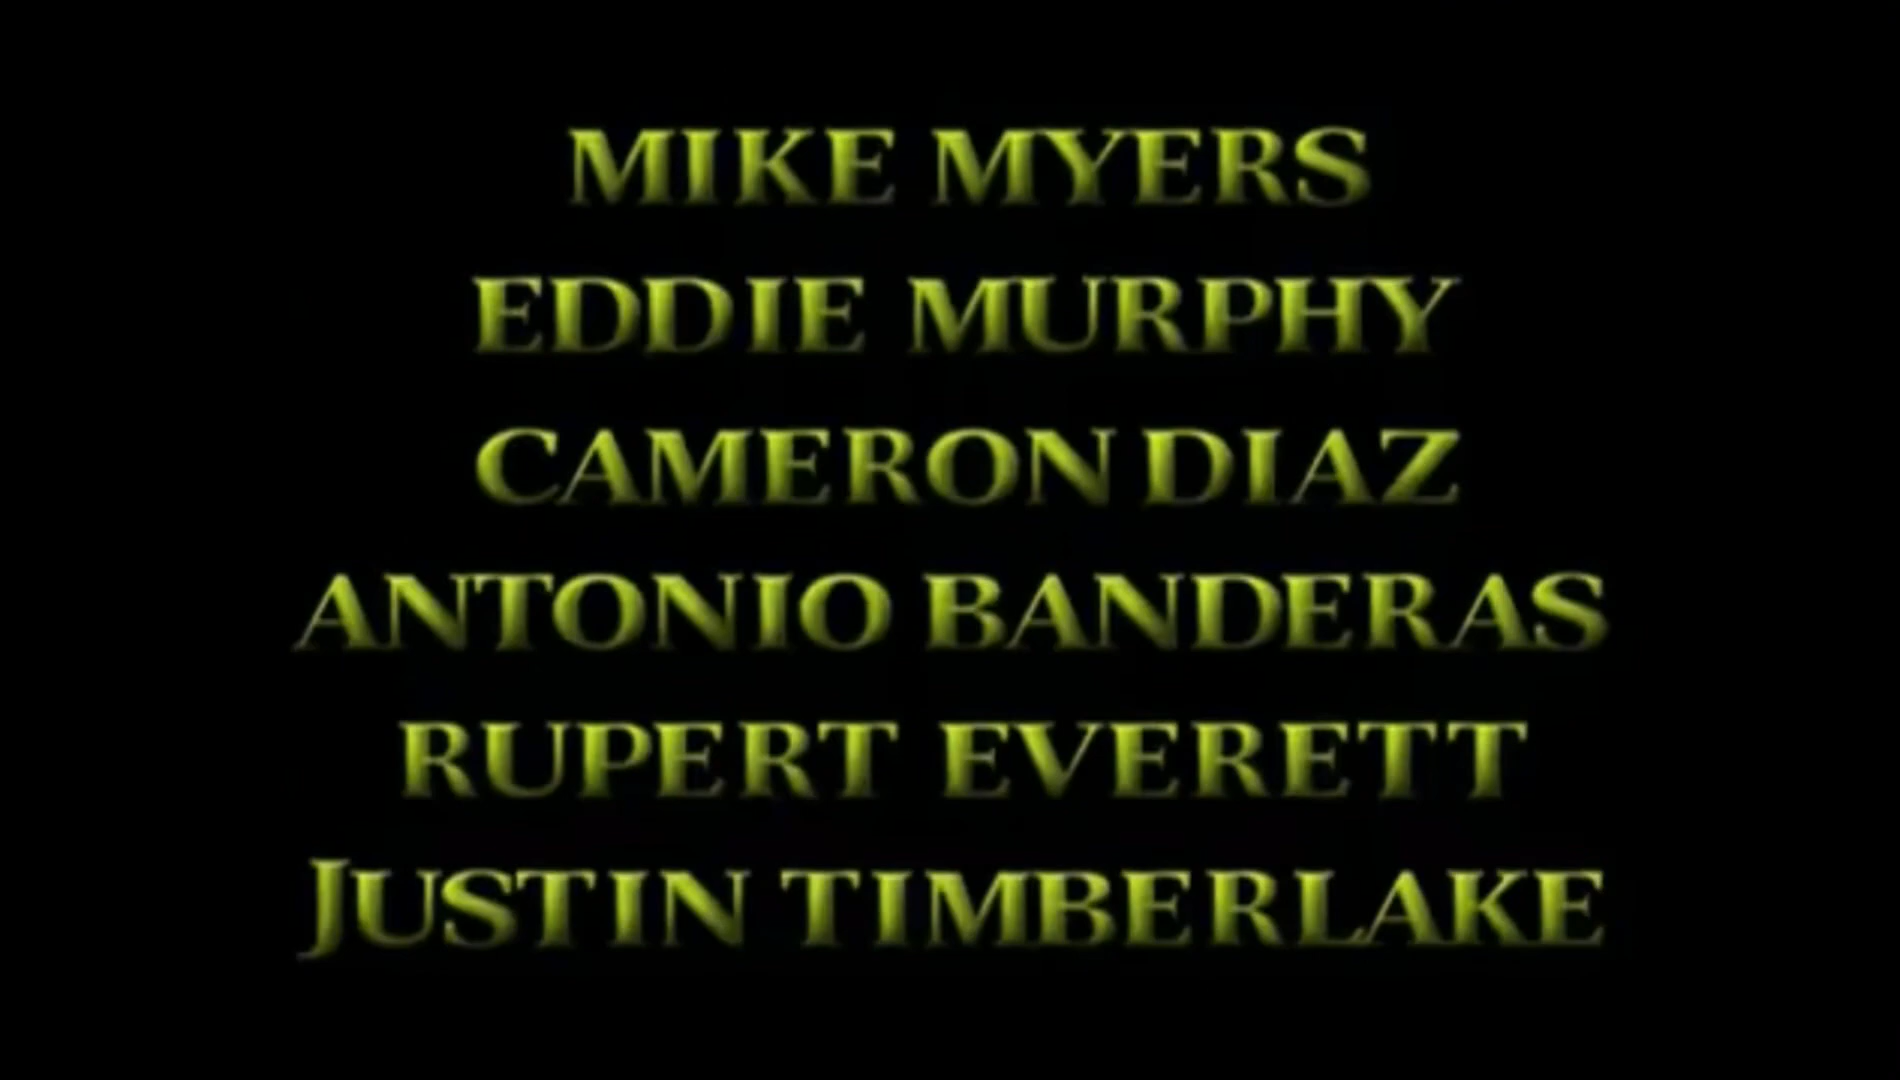 MIKE MYERS
EDDIE MURPHY
CAMERON DIAZ
ANTONIO BANDERAS
RUPERT EVERETT
JUSTIN TIMBERLAKE